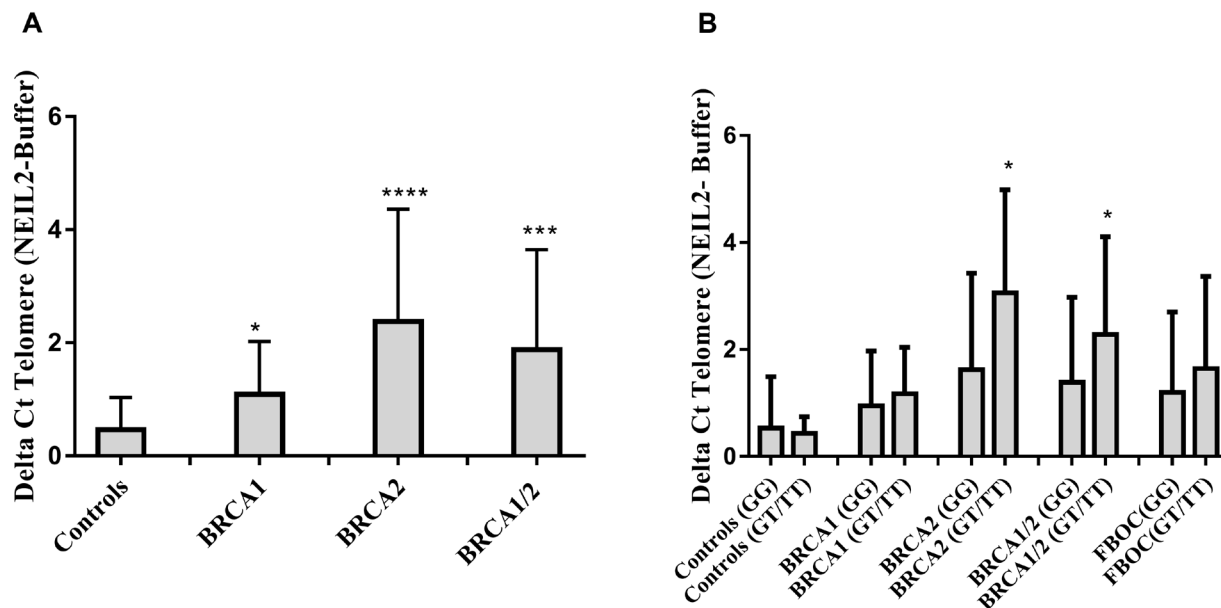 A
Delta Ct Telomere (NEIL2-Buffer)
6
4
2
0
*
****
***
Controls
BRCA1
BRCA2
BRCA1/2
B
Delta Ct Telomere (NEIL2- Buffer)
6
4
2
0
*
*
Controls (GG)
Controls (GT/TT)
BRCA1 (GG)
BRCA1 (GT/TT)
BRCA2 (GG)
BRCA2 (GT/TT)
BRCA1/2 (GG)
BRCA1/2 (GT/TT)
FBOC(GG)
FBOC(GT/TT)